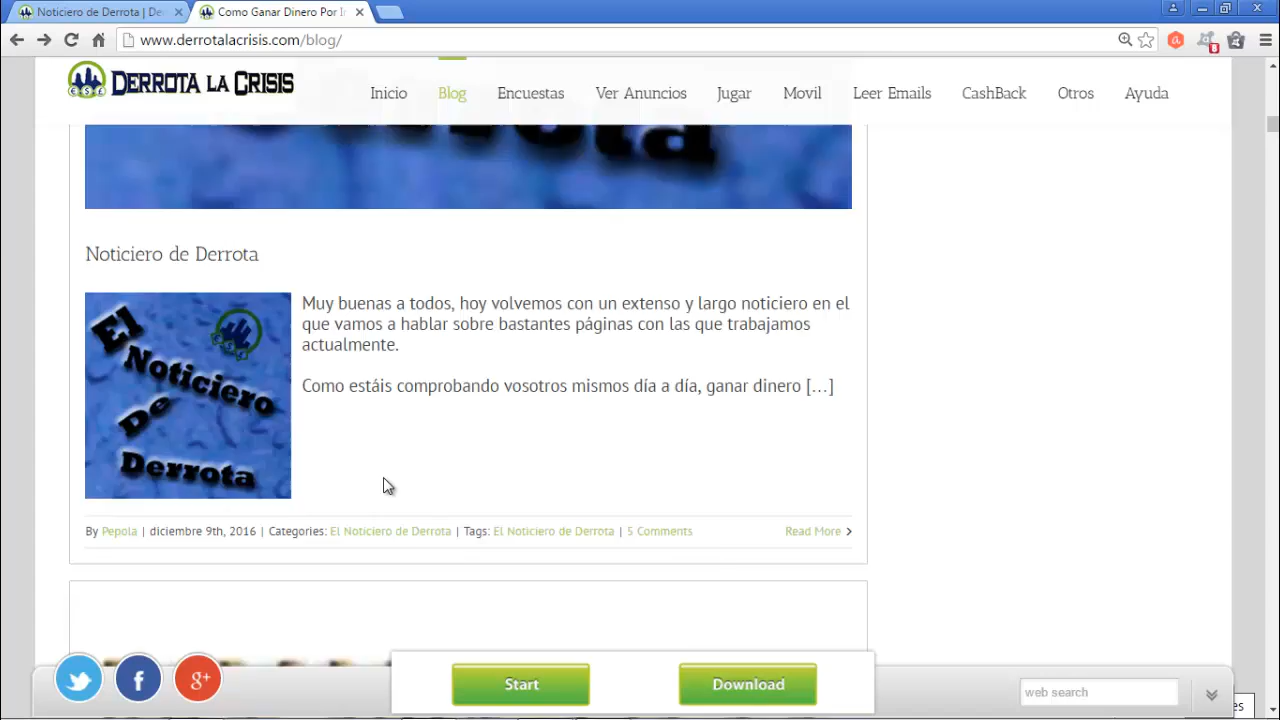 Noticiero de Derrota | De
Como Ganar Dinero Por In
www.derrotalacrisis.com/blog/
8
DERROTA LA CRISIS
Inicio Blog Encuestas Ver Anuncios Jugar Movil Leer Emails CashBack Otros Ayuda
Derrota
Noticiero de Derrota
El
Noticiero
De
Derrota
Muy buenas a todos, hoy volvemos con un extenso y largo noticiero en el
que vamos a hablar sobre bastantes páginas con las que trabajamos
actualmente.
Como estáis comprobando vosotros mismos día a día, ganar dinero [...]
By Pepola | diciembre 9th, 2016 | Categories: El Noticiero de Derrota | Tags: El Noticiero de Derrota | 5 Comments
Read More
Start
Download
web search
es